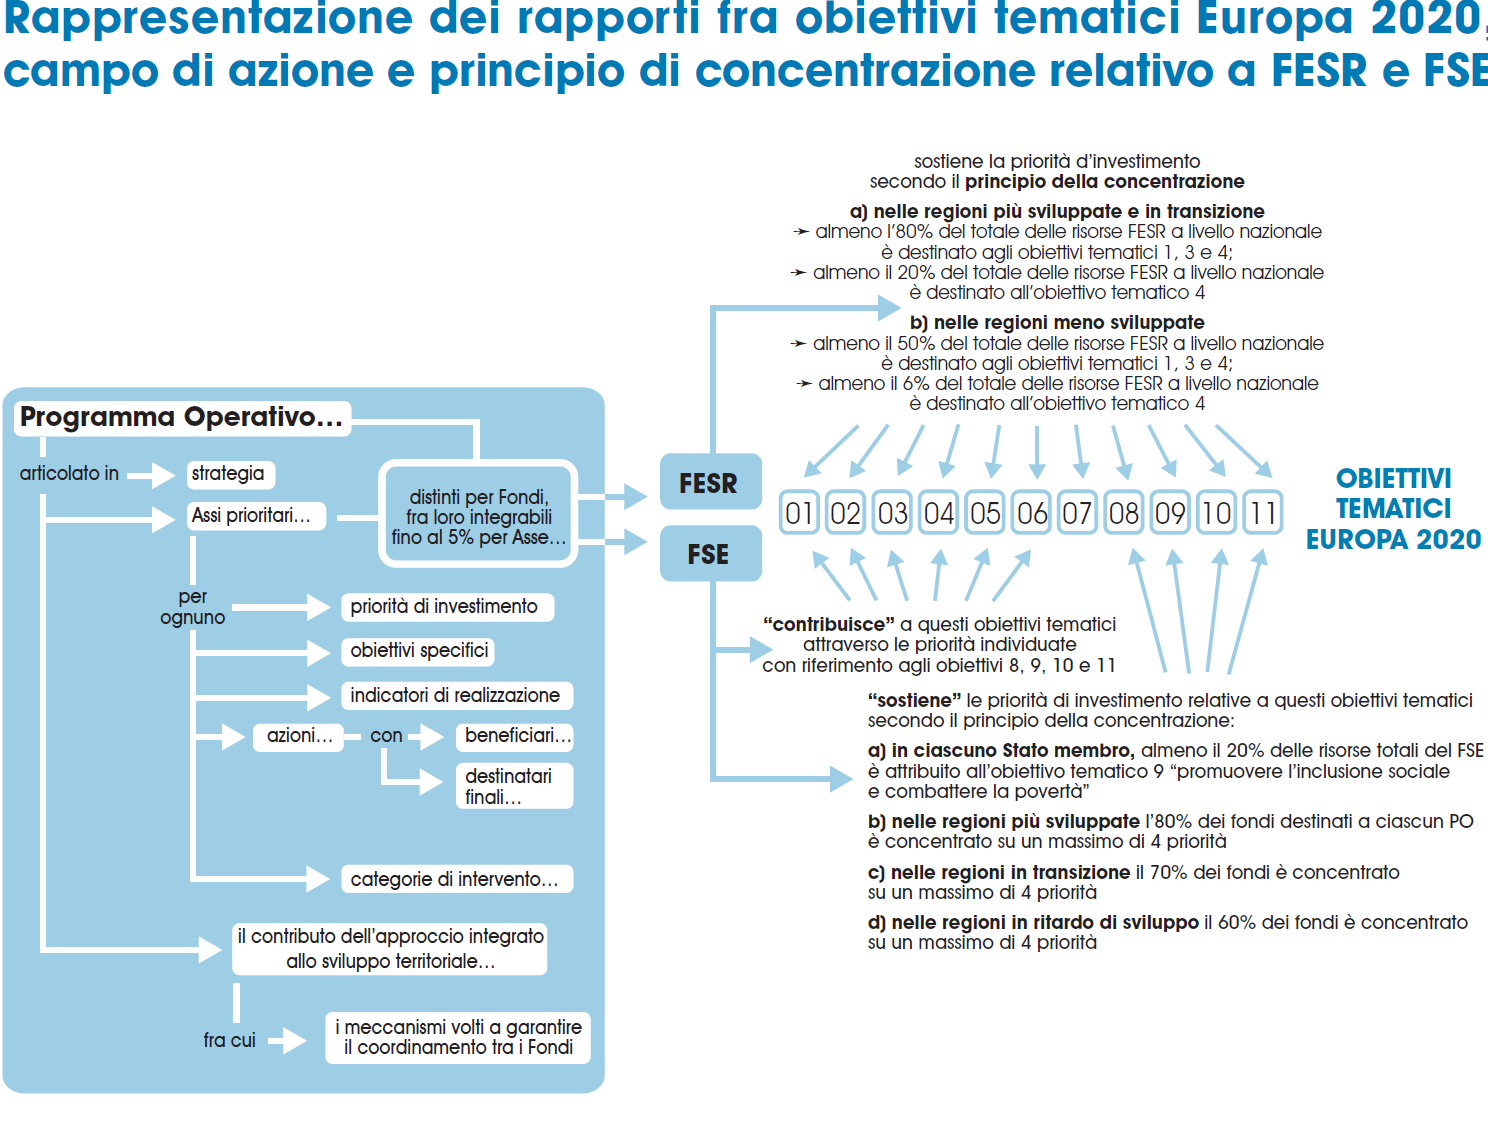 Rappresentazione dei rapporti fra obiettivi tematici Europa 2020,
campo di azione e principio di concentrazione relativo a FESR e FSE
sostiene la priorità d’investimento
secondo il principio della concentrazione
a) nelle regioni più sviluppate e in transizione
➛ almeno l’80% del totale delle risorse FESR a livello nazionale
è destinato agli obiettivi tematici 1, 3 e 4;
➛ almeno il 20% del totale delle risorse FESR a livello nazionale
è destinato all’obiettivo tematico 4
b) nelle regioni meno sviluppate
➛ almeno il 50% del totale delle risorse FESR a livello nazionale
è destinato agli obiettivi tematici 1, 3 e 4;
➛ almeno il 6% del totale delle risorse FESR a livello nazionale
è destinato all’obiettivo tematico 4
Programma Operativo…
articolato in
strategia
Assi prioritari…
distinti per Fondi,
fra loro integrabili
fino al 5% per Asse…
FESR
FSE
01 02 03 04 05 06 07 08 09 10 11
OBIETTIVI
TEMATICI
EUROPA 2020
per
ognuno
priorità di investimento
obiettivi specifici
indicatori di realizzazione
azioni…
con
beneficiari…
destinatari
finali…
categorie di intervento…
il contributo dell’approccio integrato
allo sviluppo territoriale…
fra cui
i meccanismi volti a garantire
il coordinamento tra i Fondi
“contribuisce” a questi obiettivi tematici
attraverso le priorità individuate
con riferimento agli obiettivi 8, 9, 10 e 11
“sostiene” le priorità di investimento relative a questi obiettivi tematici
secondo il principio della concentrazione:
a) in ciascuno Stato membro, almeno il 20% delle risorse totali del FSE
è attribuito all’obiettivo tematico 9 “promuovere l’inclusione sociale
e combattere la povertà”
b) nelle regioni più sviluppate l’80% dei fondi destinati a ciascun PO
è concentrato su un massimo di 4 priorità
c) nelle regioni in transizione il 70% dei fondi è concentrato
su un massimo di 4 priorità
d) nelle regioni in ritardo di sviluppo il 60% dei fondi è concentrato
su un massimo di 4 priorità